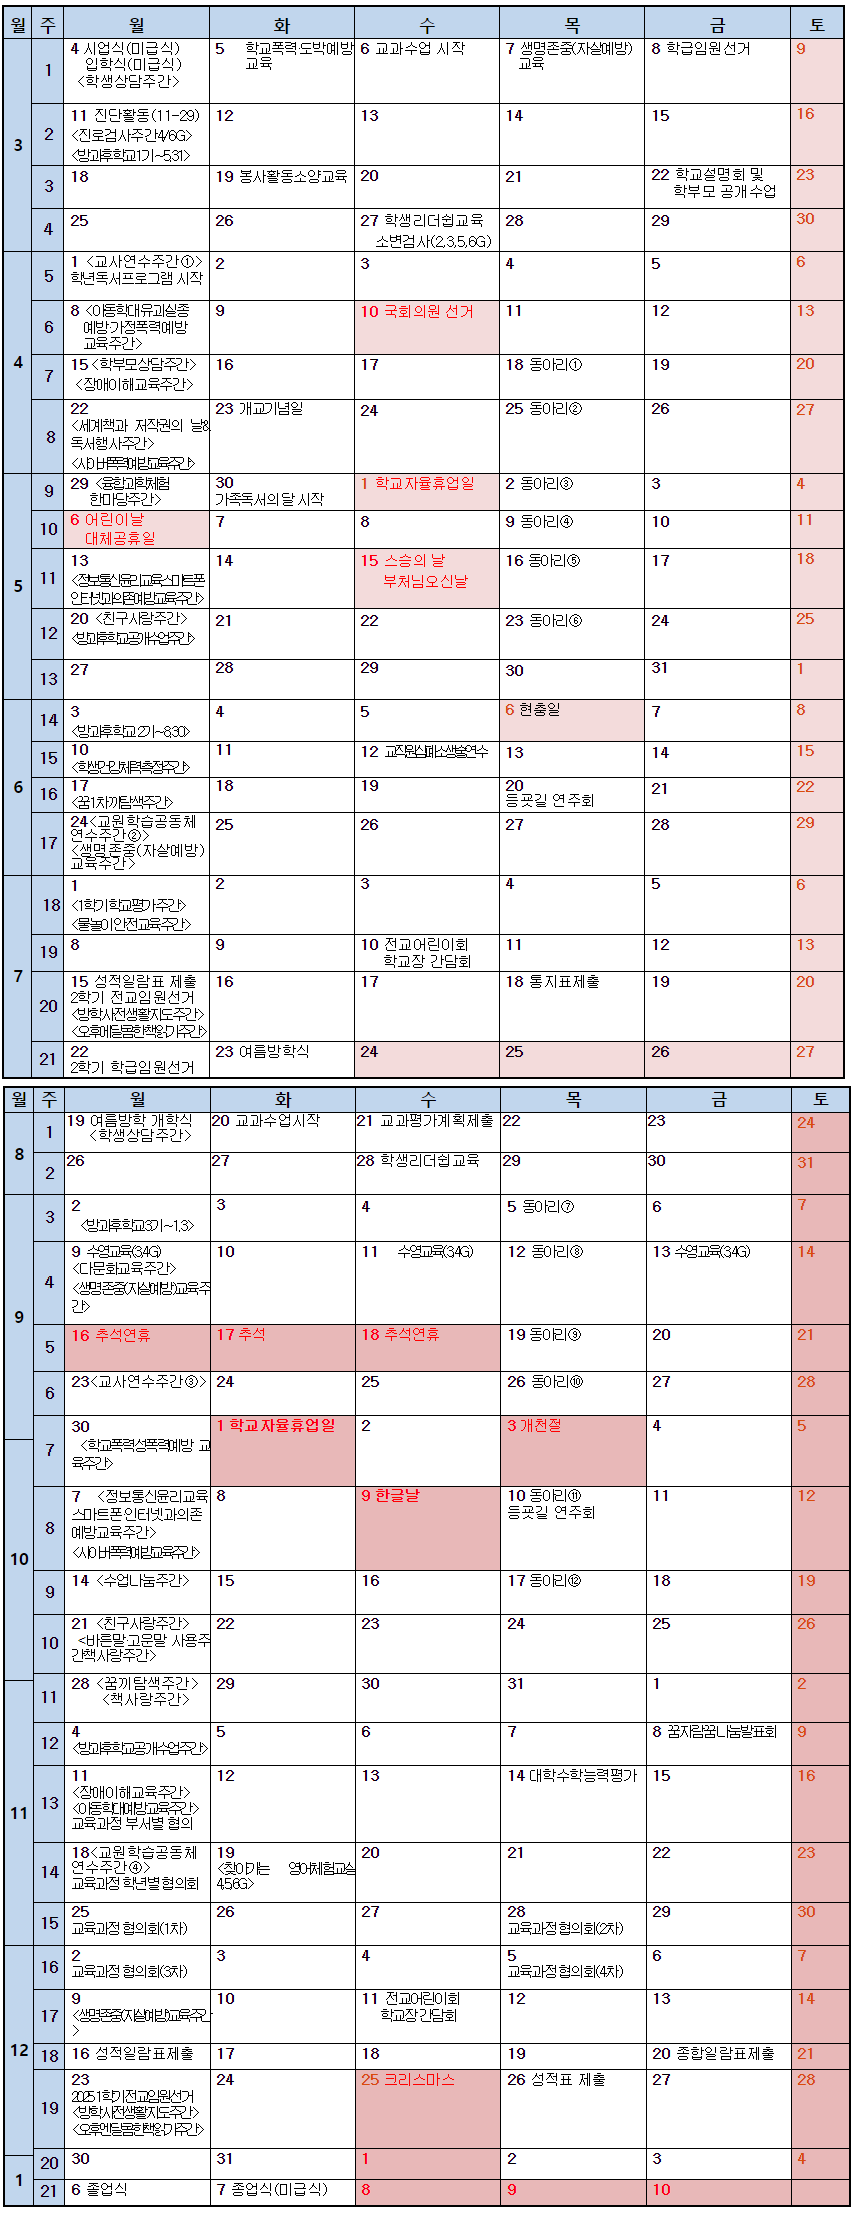 월 주 월 화 수 목 금 토
3
1
4 시업식(미급식)
입학식(미급식)
<학생상담주간>
5 학교폭력·도박예방
교육
6 교과수업 시작
7 생명존중(자살예방)
교육
8 학급임원선거
9
2
11 진단활동(11-29)
<진로검사주간4/6G>
<방과후학교1기~5.31>
12
13
14
15
16
3
18
19 봉사활동소양교육
20
21
22 학교설명회 및
학부모 공개수업
23
4
25
26
27 학생리더쉽교육
소변검사(2,3,5,6G)
28
29
30
4
5
1 <교사연수주간①>
학년독서프로그램 시작
2
3
4
5
6
6
8 <아동학대유괴실종
예방가정폭력예방
교육주간>
9
10 국회의원 선거
11
12
13
7
15 <학부모상담주간>
<장애이해교육주간>
16
17
18 동아리①
19
20
8
22
<세계책과 저작권의 날&
독서행사주간>
<사이버폭력예방교육주간>
23 개교기념일
24
25 동아리②
26
27
5
9
29 <융합과학체험
한마당주간>
30
가족독서의달 시작
1 학교자율휴업일
2 동아리③
3
4
10
6 어린이날
대체공휴일
7
8
9 동아리④
10
11
11
13
<정보통신윤리교육스마트폰
인터넷과의존예방교육주간>
14
15 스승의 날
부처님오신날
16 동아리⑤
17
18
12
20 <친구사랑주간>
<방과후학교공개수업주간>
21
22
23 동아리⑥
24
25
13
27
28
29
30
31
1
6
14
3
<방과후학교2기~8.30>
4
5
6 현충일
7
8
15
10
<학생건강체력측정주간>
11
12 교직원심폐소생술연수
13
14
15
16
17
<꿈1차끼탐색주간>
18
19
20
등굣길 연주회
21
22
17
24<교원학습공동체
연수주간②>
<생명존중(자살예방)
교육주간>
25
26
27
28
29
7
18
1
<1학기학교평가주간>
<물놀이안전교육주간>
2
3
4
5
6
19
8
9
10 전교어린이회
학교장 간담회
11
12
13
20
15 성적일람표 제출
2학기 전교임원선거
<방학사전생활지도주간>
<오후에달콤한책읽기주간>
16
17
18 통지표제출
19
20
21
22
2학기 학급임원선거
23 여름방학식
24
25
26
27
월 주 월 화 수 목 금 토
8
1
19 여름방학 개학식
<학생상담주간>
20 교과수업시작
21 교과평가계획제출
22
23
24
2
26
27
28 학생리더쉽교육
29
30
31
9
3
2
<방과후학교3기~1.3>
3
4
5 동아리⑦
6
7
4
9 수영교육(3,4G)
<다문화교육주간>
<생명존중(자살예방)교육주
간>
10
11 수영교육(3,4G)
12 동아리⑧
13 수영교육(3,4G)
14
5
16 추석연휴
17 추석
18 추석연휴
19 동아리⑨
20
21
6
23<교사연수주간③>
24
25
26 동아리⑩
27
28
7
30
<학교폭력성폭력예방 교
육주간>
1 학교자율휴업일
2
3 개천절
4
5
10
8
7 <정보통신윤리교육
스마트폰·인터넷과의존
예방교육주간>
<사이버폭력예방교육주간>
8
9 한글날
10 동아리⑪
등굣길 연주회
11
12
9
14 <수업나눔주간>
15
16
17 동아리⑫
18
19
10
21 <친구사랑주간>
<바른말·고운말 사용주
간책사랑주간>
22
23
24
25
26
11
28 <꿈끼탐색주간>
<책사랑주간>
29
30
31
1
2
11
12
4
<방과후학교공개수업주간>
5
6
7
8 꿈자람꿈나눔발표회
9
13
11
<장애이해교육주간>
<아동학대예방교육주간>
교육과정 부서별 협의
12
13
14 대학수학능력평가
15
16
14
18<교원학습공동체
연수주간④>
교육과정 학년별협의회
19
<찾아가는 영어체험교실
4,5,6G>
20
21
22
23
15
25
교육과정 협의회(1차)
26
27
28
교육과정협의회(2차)
29
30
12
16
2
교육과정 협의회(3차)
3
4
5
교육과정협의회(4차)
6
7
17
9
<생명존중(자살예방)교육주간
>
10
11 전교어린이회
학교장 간담회
12
13
14
18
16 성적일람표제출
17
18
19
20 종합일람표제출
21
19
23
2025.1학기전교임원선거
<방학사전생활지도주간>
<오후엔달콤한책읽기주간>
24
25 크리스마스
26 성적표 제출
27
28
20
30
31
1
2
3
4
1
21
6 졸업식
7 종업식(미급식)
8
9
10